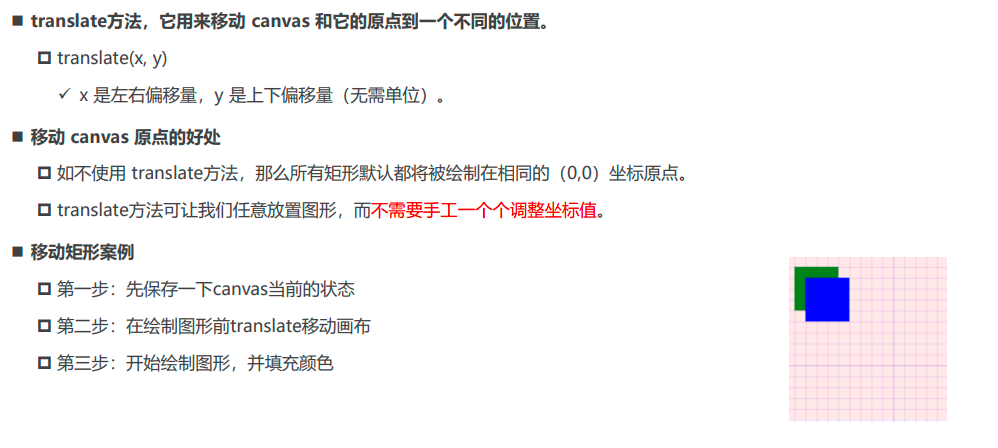 translate方法，它用来移动 canvas 和它的原点到一个不同的位置。
translate(x, y)
x 是左右偏移量，y 是上下偏移量（无需单位）。
移动 canvas 原点的好处
如不使用 translate方法，那么所有矩形默认都将被绘制在相同的（0,0）坐标原点。
translate方法可让我们任意放置图形，而不需要手工一个个调整坐标值。
移动矩形案例
第一步：先保存一下canvas当前的状态
第二步：在绘制图形前translate移动画布
第三步：开始绘制图形，并填充颜色